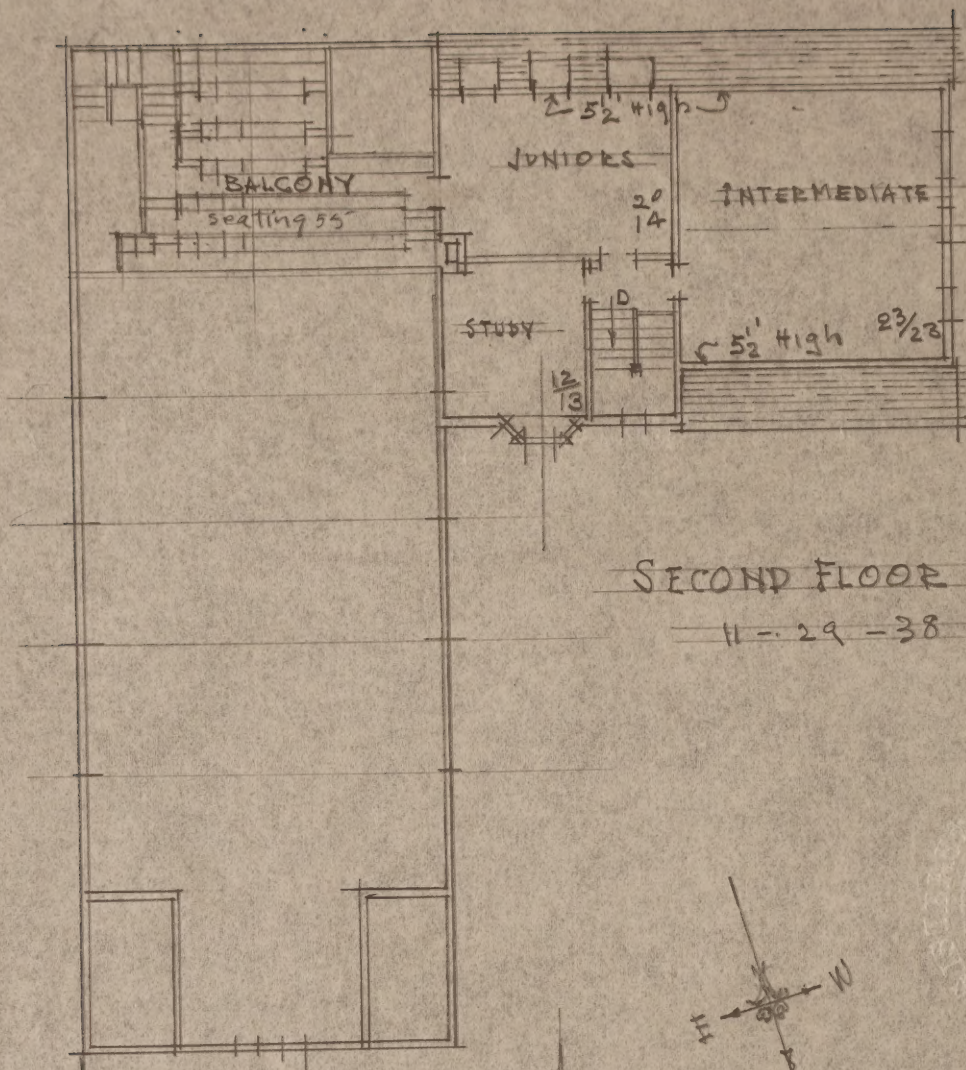 5½' High
JUNIORS
BALCONY
seating 55
INTERMEDIATE
20
14
D
STUDY
5½' High
23/23
12
13
SECOND FLOOR
11 - 29 - 38
W
E